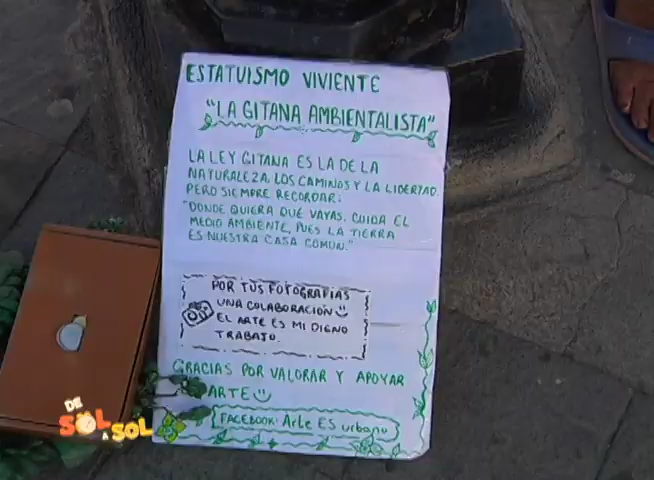 ESTATUISMO VIVIENTE
"LA GITANA AMBIENTALISTA"
LA LEY GITANA ES LA DE LA
NATURALEZA, LOS CAMINOS Y LA LIBERTAD.
PERO SIEMPRE RECORDAR:
"DONDE QUIERA QUE VAYAS, CUIDA EL
MEDIO AMBIENTE, PUES LA TIERRA
ES NUESTRA CASA COMÚN."
POR TUS FOTOGRAFIAS
UNA COLABORACIÓN
EL ARTE ES MI DIGNO
TRABAJO.
GRACIAS POR VALORAR Y APOYAR
ARTE
FACEBOOK: Arte ES urbano
DE
SOL
A SOL